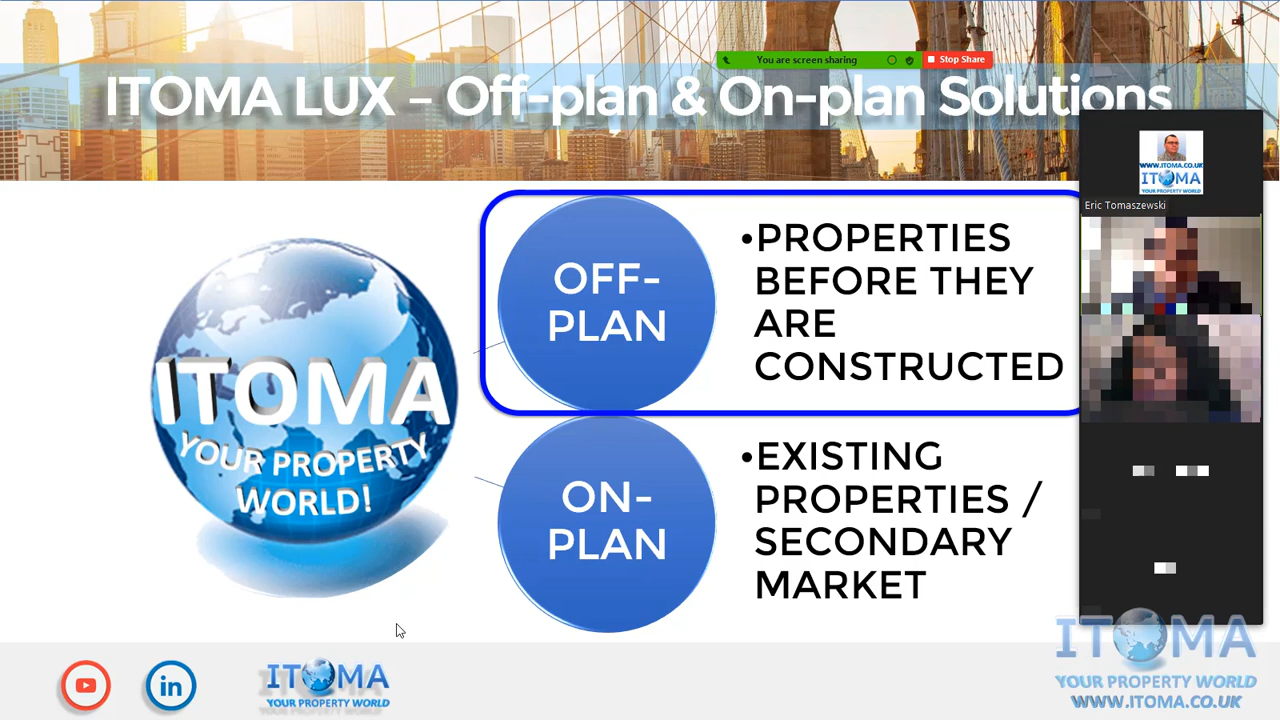 You are screen sharing
Stop Share
ITOMA LUX – Off-plan & On-plan Solutions
WWW.ITOMA.CO.UK
ITOMA
YOUR PROPERTY WORLD
Eric Tomaszewski
OFF-
PLAN
•PROPERTIES
BEFORE THEY
ARE
CONSTRUCTED
ITOMA
YOUR PROPERTY
WORLD!
ON-
PLAN
•EXISTING
PROPERTIES /
SECONDARY
MARKET
in
ITOMA
YOUR PROPERTY WORLD
ITOMA
YOUR PROPERTY WORLD
WWW.ITOMA.CO.UK